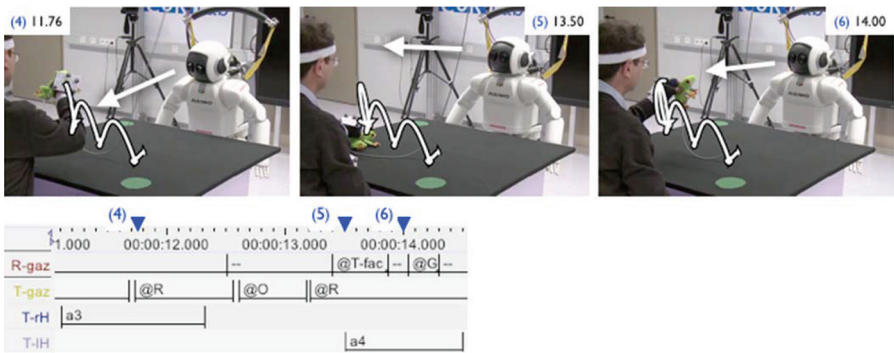 (4) 11.76
(5) 13.50
(6) 14.00
(4) (5) (6)
1.000 00:00:12.000 00:00:13.000 00:00:14.000
R-gaz -- @T-fac -- @G --
T-gaz @R @O @R
T-rH a3
T-lH a4